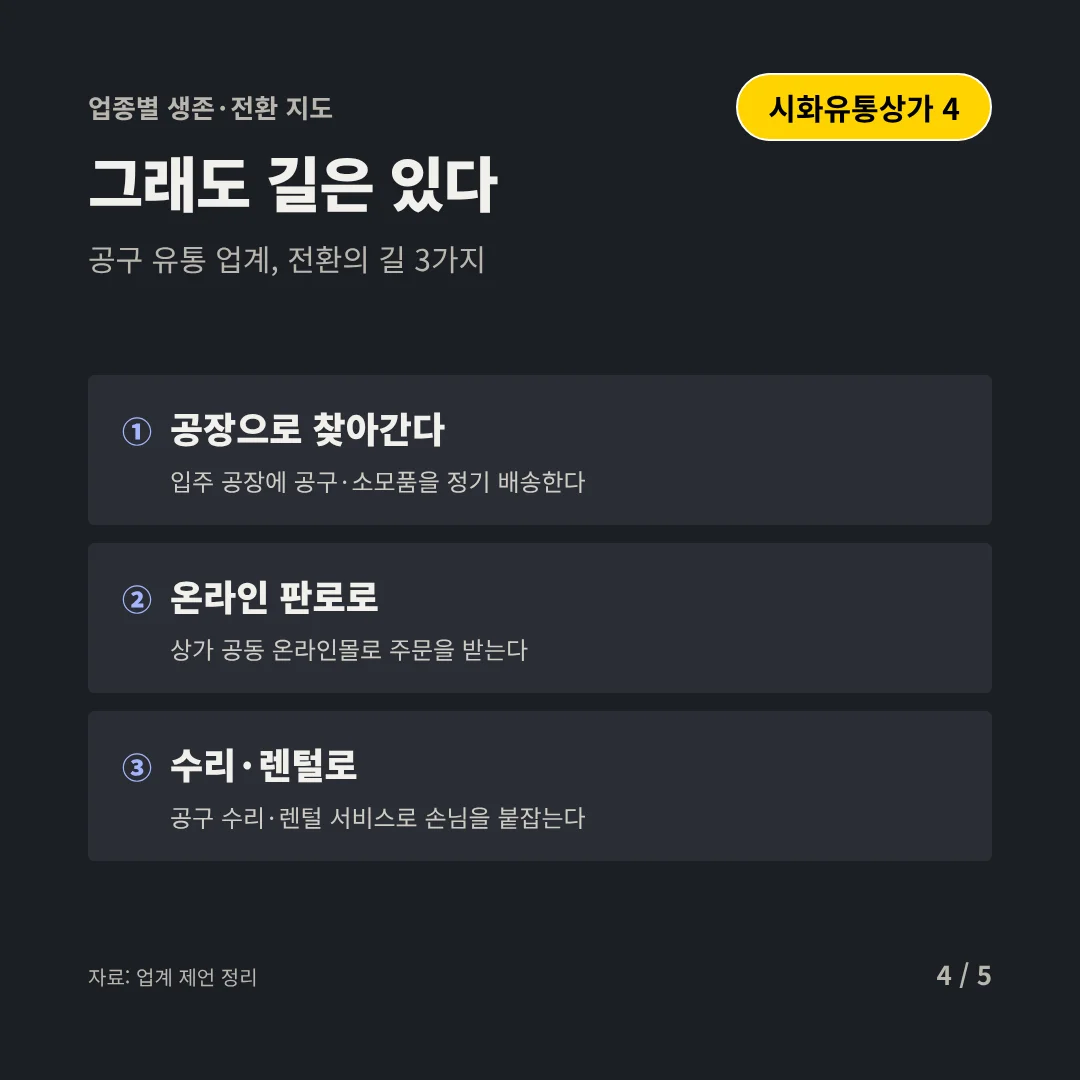 업종별 생존·전환 지도
시화유통상가 4
그래도 길은 있다
공구 유통 업계, 전환의 길 3가지
① 공장으로 찾아간다
입주 공장에 공구·소모품을 정기 배송한다
② 온라인 판로로
상가 공동 온라인몰로 주문을 받는다
③ 수리·렌털로
공구 수리·렌털 서비스로 손님을 붙잡는다
자료: 업계 제언 정리
4 / 5